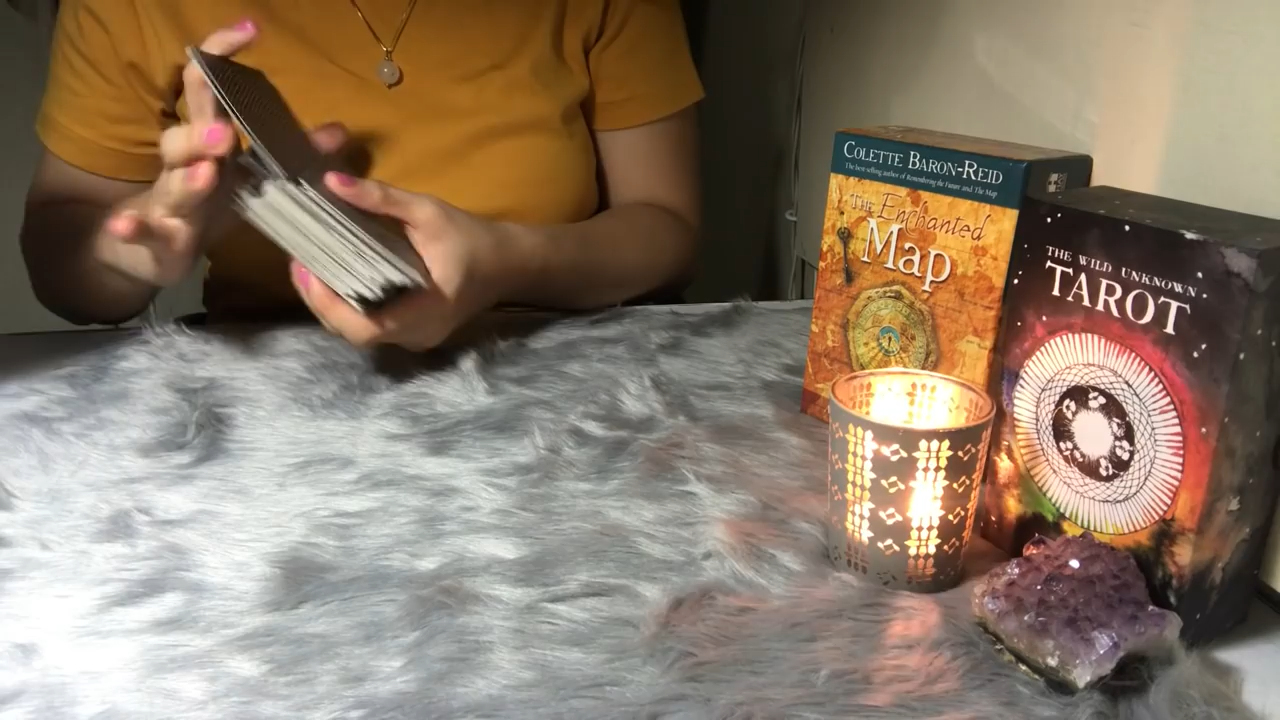 COLETTE BARON-REID
The best-selling author of Remembering the Future and The Map
THE Enchanted
Map
THE WILD UNKNOWN
TAROT